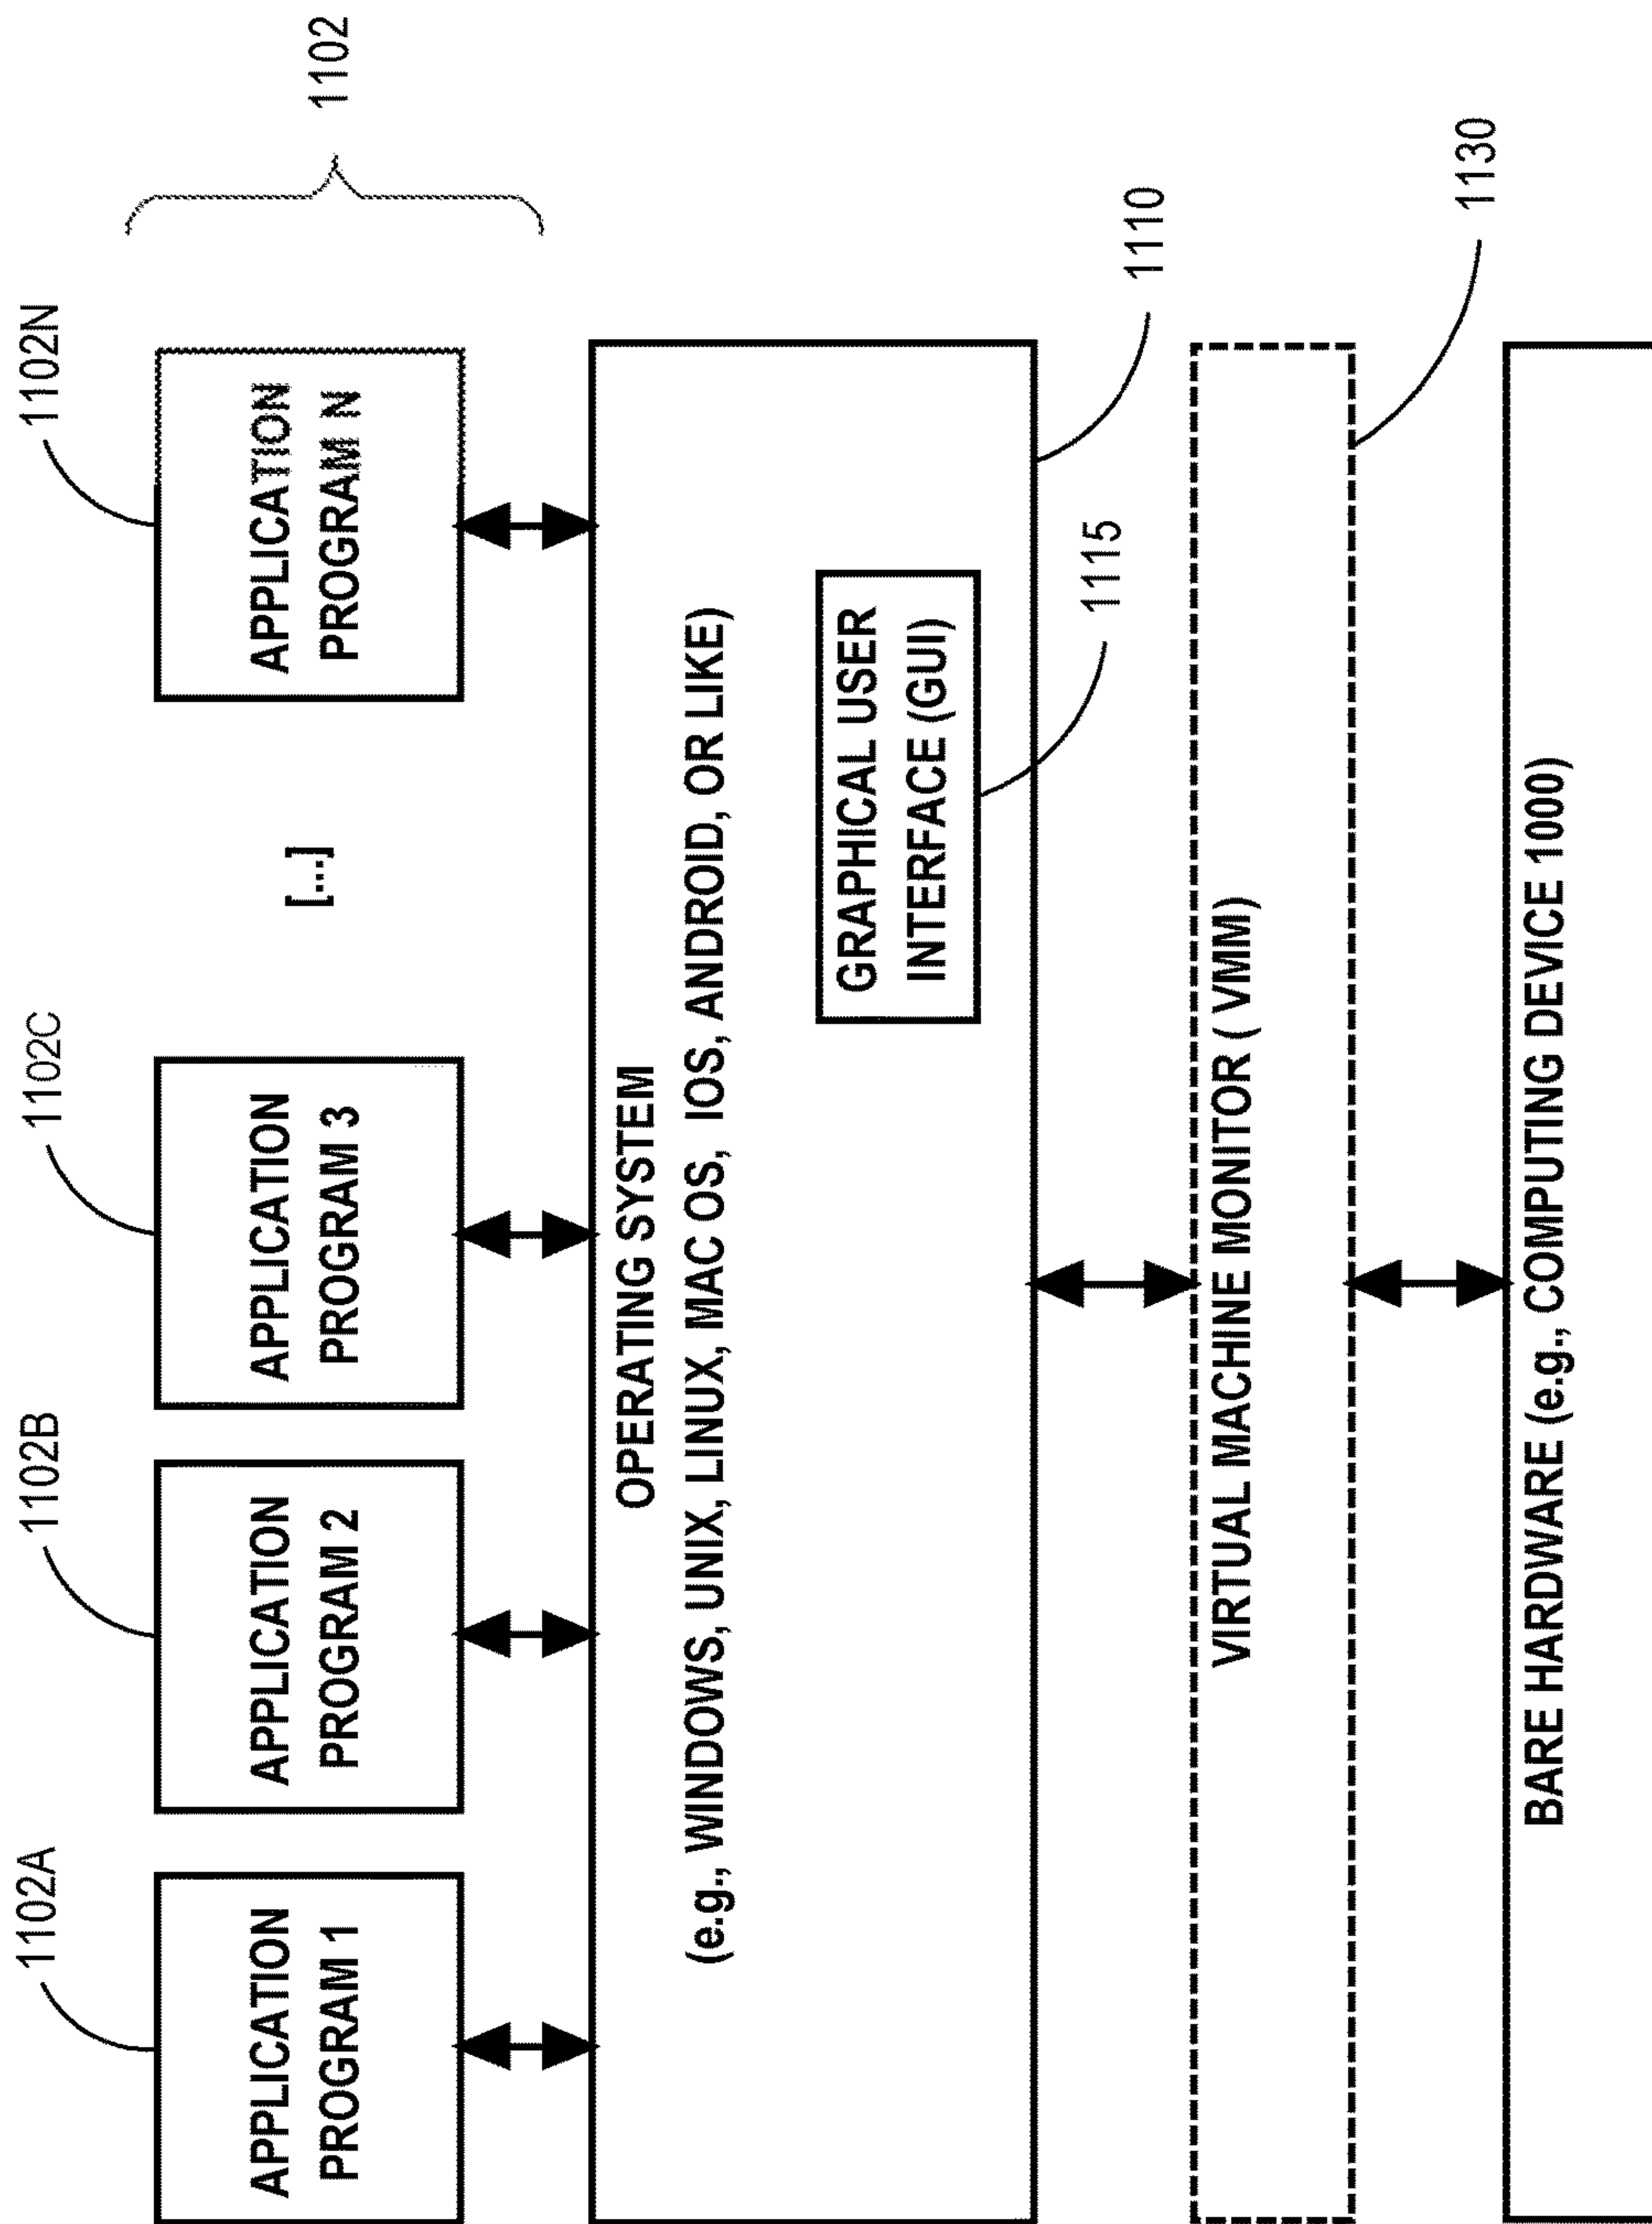 1102
1102A
1102B
1102C
1102N
APPLICATION
PROGRAM 1
APPLICATION
PROGRAM 2
APPLICATION
PROGRAM 3
[...]
APPLICATION
PROGRAM N
OPERATING SYSTEM
(e.g., WINDOWS, UNIX, LINUX, MAC OS, IOS, ANDROID, OR LIKE)
GRAPHICAL USER
INTERFACE (GUI)
1115
1110
VIRTUAL MACHINE MONITOR ( VMM)
1130
BARE HARDWARE (e.g., COMPUTING DEVICE 1000)